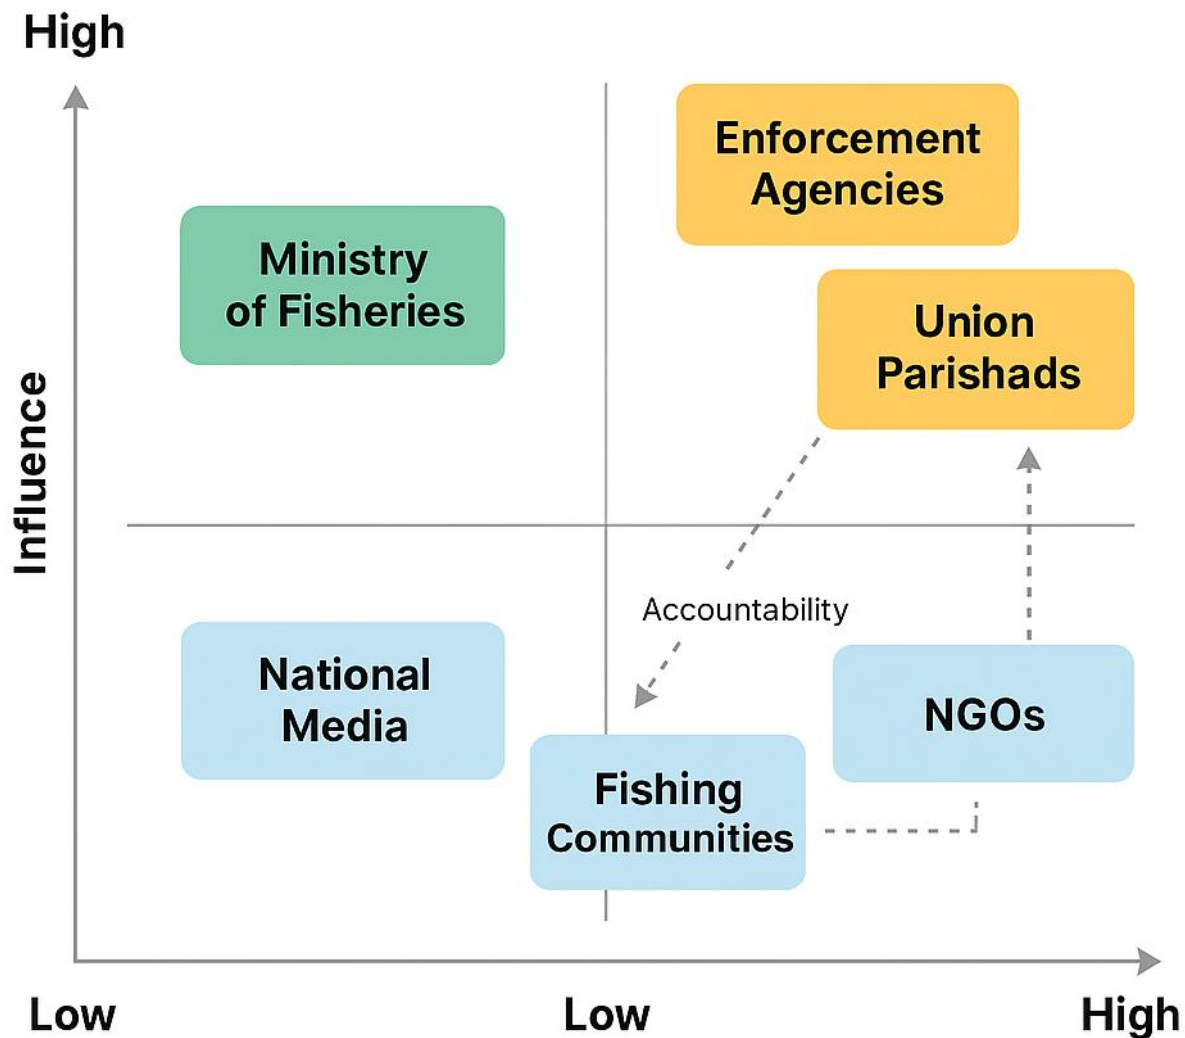 High
Enforcement
Agencies
Ministry
of Fisheries
Union
Parishads
Influence
Accountability
National
Media
NGOs
Fishing
Communities
Low
Low
High